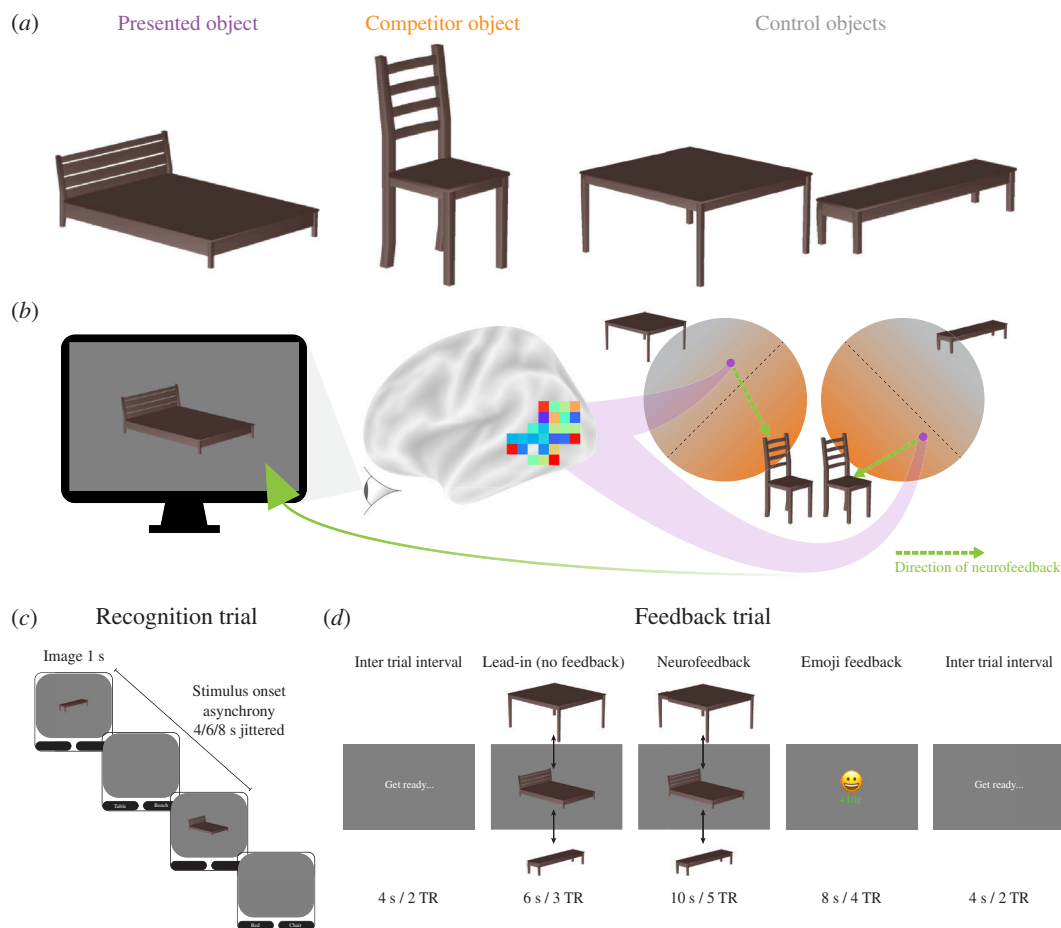 (a) Presented object Competitor object Control objects
(b)
Direction of neurofeedback
(c) Recognition trial
Image 1 s
Stimulus onset
asynchrony
4/6/8 s jittered
Table Bench
Bed Chair
(d) Feedback trial
Inter trial interval Lead-in (no feedback) Neurofeedback Emoji feedback Inter trial interval
Get ready... Get ready...
4 s / 2 TR 6 s / 3 TR 10 s / 5 TR 8 s / 4 TR 4 s / 2 TR